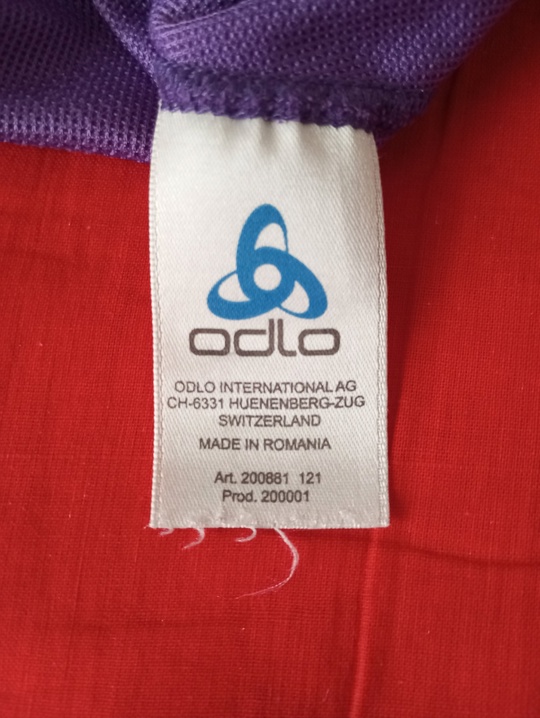 odlo
ODLO INTERNATIONAL AG
CH-6331 HUENENBERG-ZUG
SWITZERLAND
MADE IN ROMANIA
Art. 200881 121
Prod. 200001